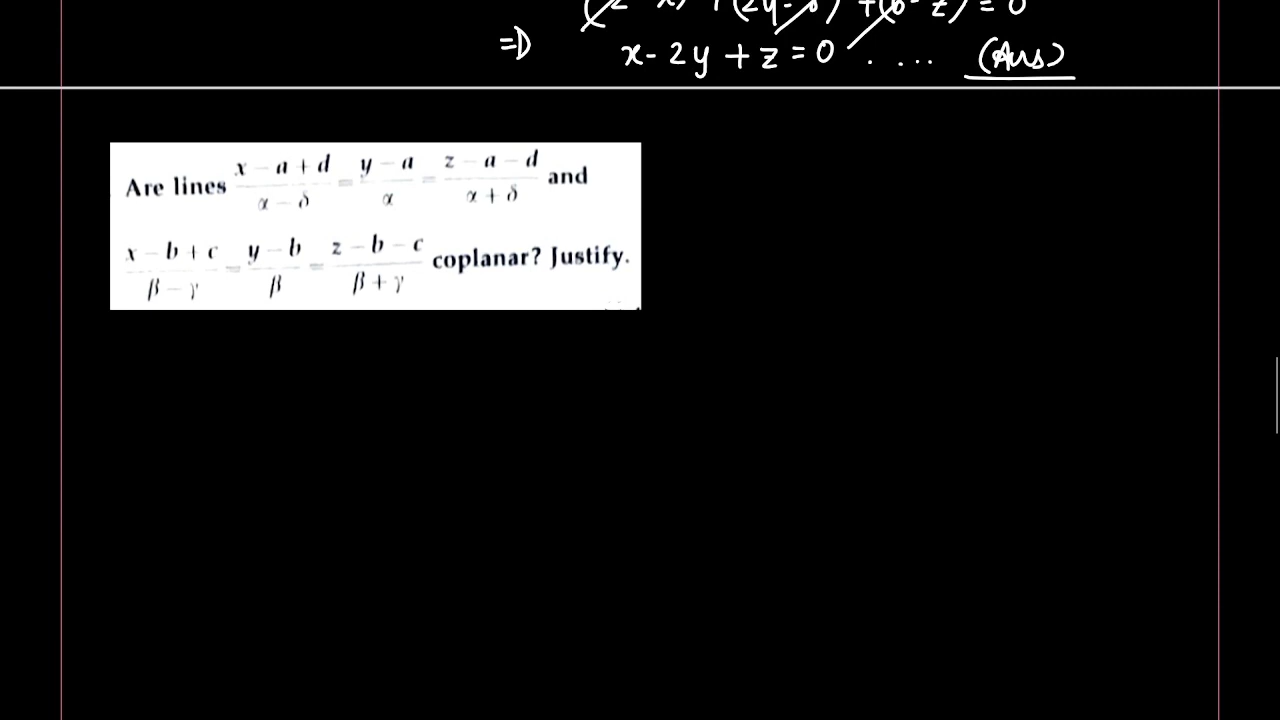 => x - 2y + z = 0 . .... (Ans)
Are lines (x - a + d)/(α - δ) = (y - a)/α = (z - a - d)/(α + δ) and
(x - b + c)/(β - γ) = (y - b)/β = (z - b - c)/(β + γ) coplanar? Justify.